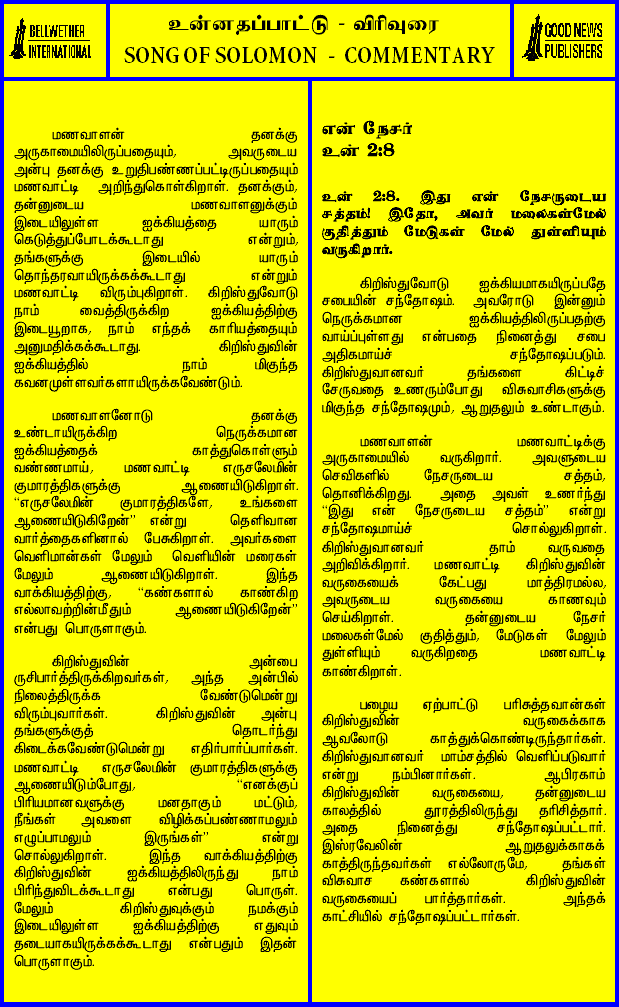 BELLWETHER
INTERNATIONAL
உன்னதப்பாட்டு - விரிவுரை
SONG OF SOLOMON - COMMENTARY
GOOD NEWS
PUBLISHERS
மணவாளன் தனக்கு
அருகாமையிலிருப்பதையும், அவருடைய
அன்பு தனக்கு உறுதிபண்ணப்பட்டிருப்பதையும்
மணவாட்டி அறிந்துகொள்கிறாள். தனக்கும்,
தன்னுடைய மணவாளனுக்கும்
இடையிலுள்ள ஐக்கியத்தை யாரும்
கெடுத்துப்போடக்கூடாது என்றும்,
தங்களுக்கு இடையில் யாரும்
தொந்தரவாயிருக்கக்கூடாது என்றும்
மணவாட்டி விரும்புகிறாள். கிறிஸ்துவோடு
நாம் வைத்திருக்கிற ஐக்கியத்திற்கு
இடையூறாக, நாம் எந்தக் காரியத்தையும்
அனுமதிக்கக்கூடாது. கிறிஸ்துவின்
ஐக்கியத்தில் நாம் மிகுந்த
கவனமுள்ளவர்களாயிருக்கவேண்டும்.
மணவாளனோடு தனக்கு
உண்டாயிருக்கிற நெருக்கமான
ஐக்கியத்தைக் காத்துகொள்ளும்
வண்ணமாய், மணவாட்டி எருசலேமின்
குமாரத்திகளுக்கு ஆணையிடுகிறாள்.
“எருசலேமின் குமாரத்திகளே, உங்களை
ஆணையிடுகிறேன்” என்று தெளிவான
வார்த்தைகளினால் பேசுகிறாள். அவர்களை
வெளிமான்கள் மேலும் வெளியின் மரைகள்
மேலும் ஆணையிடுகிறாள். இந்த
வாக்கியத்திற்கு, “கண்களால் காண்கிற
எல்லாவற்றின்மீதும் ஆணையிடுகிறேன்”
என்பது பொருளாகும்.
கிறிஸ்துவின் அன்பை
ருசிபார்த்திருக்கிறவர்கள், அந்த அன்பில்
நிலைத்திருக்க வேண்டுமென்று
விரும்புவார்கள். கிறிஸ்துவின் அன்பு
தங்களுக்குத் தொடர்ந்து
கிடைக்கவேண்டுமென்று எதிர்பார்ப்பார்கள்.
மணவாட்டி எருசலேமின் குமாரத்திகளுக்கு
ஆணையிடும்போது, “எனக்குப்
பிரியமானவளுக்கு மனதாகும் மட்டும்,
நீங்கள் அவளை விழிக்கப்பண்ணாமலும்
எழுப்பாமலும் இருங்கள்” என்று
சொல்லுகிறாள். இந்த வாக்கியத்திற்கு
கிறிஸ்துவின் ஐக்கியத்திலிருந்து நாம்
பிரிந்துவிடக்கூடாது என்பது பொருள்.
மேலும் கிறிஸ்துவுக்கும் நமக்கும்
இடையிலுள்ள ஐக்கியத்திற்கு எதுவும்
தடையாகயிருக்கக்கூடாது என்பதும் இதன்
பொருளாகும்.
என் நேசர்
உன் 2:8
உன் 2:8. இது என் நேசருடைய
சத்தம்! இதோ, அவர் மலைகள்மேல்
குதித்தும் மேடுகள் மேல் துள்ளியும்
வருகிறார்.
கிறிஸ்துவோடு ஐக்கியமாகயிருப்பதே
சபையின் சந்தோஷம். அவரோடு இன்னும்
நெருக்கமான ஐக்கியத்திலிருப்பதற்கு
வாய்ப்புள்ளது என்பதை நினைத்து சபை
அதிகமாய்ச் சந்தோஷப்படும்.
கிறிஸ்துவானவர் தங்களை கிட்டிச்
சேருவதை உணரும்போது விசுவாசிகளுக்கு
மிகுந்த சந்தோஷமும், ஆறுதலும் உண்டாகும்.
மணவாளன் மணவாட்டிக்கு
அருகாமையில் வருகிறார். அவளுடைய
செவிகளில் நேசருடைய சத்தம்,
தொனிக்கிறது. அதை அவள் உணர்ந்து
“இது என் நேசருடைய சத்தம்” என்று
சந்தோஷமாய்ச் சொல்லுகிறாள்.
கிறிஸ்துவானவர் தாம் வருவதை
அறிவிக்கிறார். மணவாட்டி கிறிஸ்துவின்
வருகையைக் கேட்பது மாத்திரமல்ல,
அவருடைய வருகையை காணவும்
செய்கிறாள். தன்னுடைய நேசர்
மலைகள்மேல் குதித்தும், மேடுகள் மேலும்
துள்ளியும் வருகிறதை மணவாட்டி
காண்கிறாள்.
பழைய ஏற்பாட்டு பரிசுத்தவான்கள்
கிறிஸ்துவின் வருகைக்காக
ஆவலோடு காத்துக்கொண்டிருந்தார்கள்.
கிறிஸ்துவானவர் மாம்சத்தில் வெளிப்படுவார்
என்று நம்பினார்கள். ஆபிரகாம்
கிறிஸ்துவின் வருகையை, தன்னுடைய
காலத்தில் தூரத்திலிருந்து தரிசித்தார்.
அதை நினைத்து சந்தோஷப்பட்டார்.
இஸ்ரவேலின் ஆறுதலுக்காகக்
காத்திருந்தவர்கள் எல்லோருமே, தங்கள்
விசுவாச கண்களால் கிறிஸ்துவின்
வருகையைப் பார்த்தார்கள். அந்தக்
காட்சியில் சந்தோஷப்பட்டார்கள்.